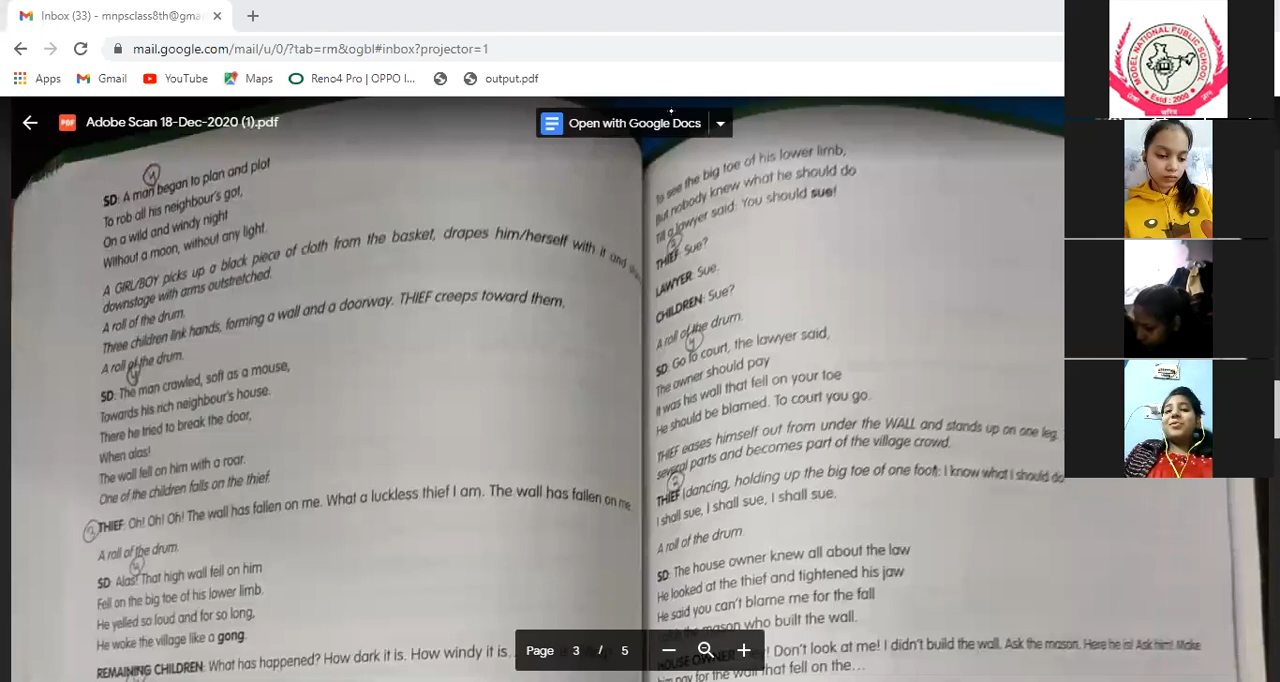 Inbox (33) - mnpsclass8th@gma
mail.google.com/mail/u/0/?tab=rm&ogbl#inbox?projector=1
Apps Gmail YouTube Maps Reno4 Pro | OPPO I... output.pdf
Adobe Scan 18-Dec-2020 (1).pdf
Open with Google Docs
SD: A man began to plan and plot
To rob all his neighbour's got,
On a wild and windy night
Without a moon, without any light.
A GIRL/BOY picks up a black piece of cloth from the basket, drapes him/herself with it and
downstage with arms outstretched.
A roll of the drum.
Three children link hands, forming a wall and a doorway. THIEF creeps toward them,
A roll of the drum.
SD: The man crawled, soft as a mouse,
Towards his rich neighbour's house.
There he tried to break the door,
When alas!
The wall fell on him with a roar.
One of the children falls on the thief.
THIEF: Oh! Oh! Oh! The wall has fallen on me. What a luckless thief I am. The wall has fallen on me.
A roll of the drum.
SD: Alas! That high wall fell on him
Fell on the big toe of his lower limb.
He yelled so loud and for so long,
He woke the village like a gong.
REMAINING CHILDREN: What has happened? How dark it is. How windy it is.
To see the big toe of his lower limb,
But nobody knew what he should do
Till a lawyer said: You should sue!
THIEF: Sue?
LAWYER: Sue.
CHILDREN: Sue?
A roll of the drum.
SD: Go to court, the lawyer said,
The owner should pay
It was his wall that fell on your toe
He should be blamed. To court you go.
THIEF eases himself out from under the WALL and stands up on one leg.
several parts and becomes part of the village crowd.
THIEF (dancing, holding up the big toe of one foot): I know what I should do
I shall sue, I shall sue, I shall sue.
A roll of the drum.
SD: The house owner knew all about the law
He looked at the thief and tightened his jaw
He said you can't blame me for the fall
the mason who built the wall.
HOUSE OWNER: Don't look at me! I didn't build the wall. Ask the mason. Here he is! Ask him! Make
him pay for the wall that fell on the...
Page 3 / 5
MODEL NATIONAL PUBLIC SCHOOL
Estd : 2000